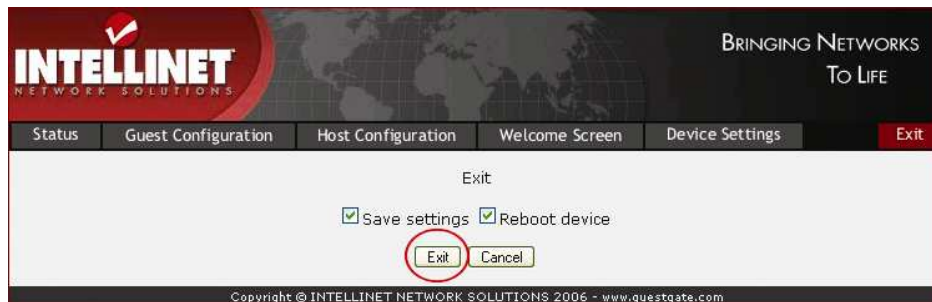 INTELLINET
NETWORK SOLUTIONS
BRINGING NETWORKS
TO LIFE
Status Guest Configuration Host Configuration Welcome Screen Device Settings Exit
Exit
Save settings Reboot device
Exit Cancel
Copyright © INTELLINET NETWORK SOLUTIONS 2006 - www.guestgate.com